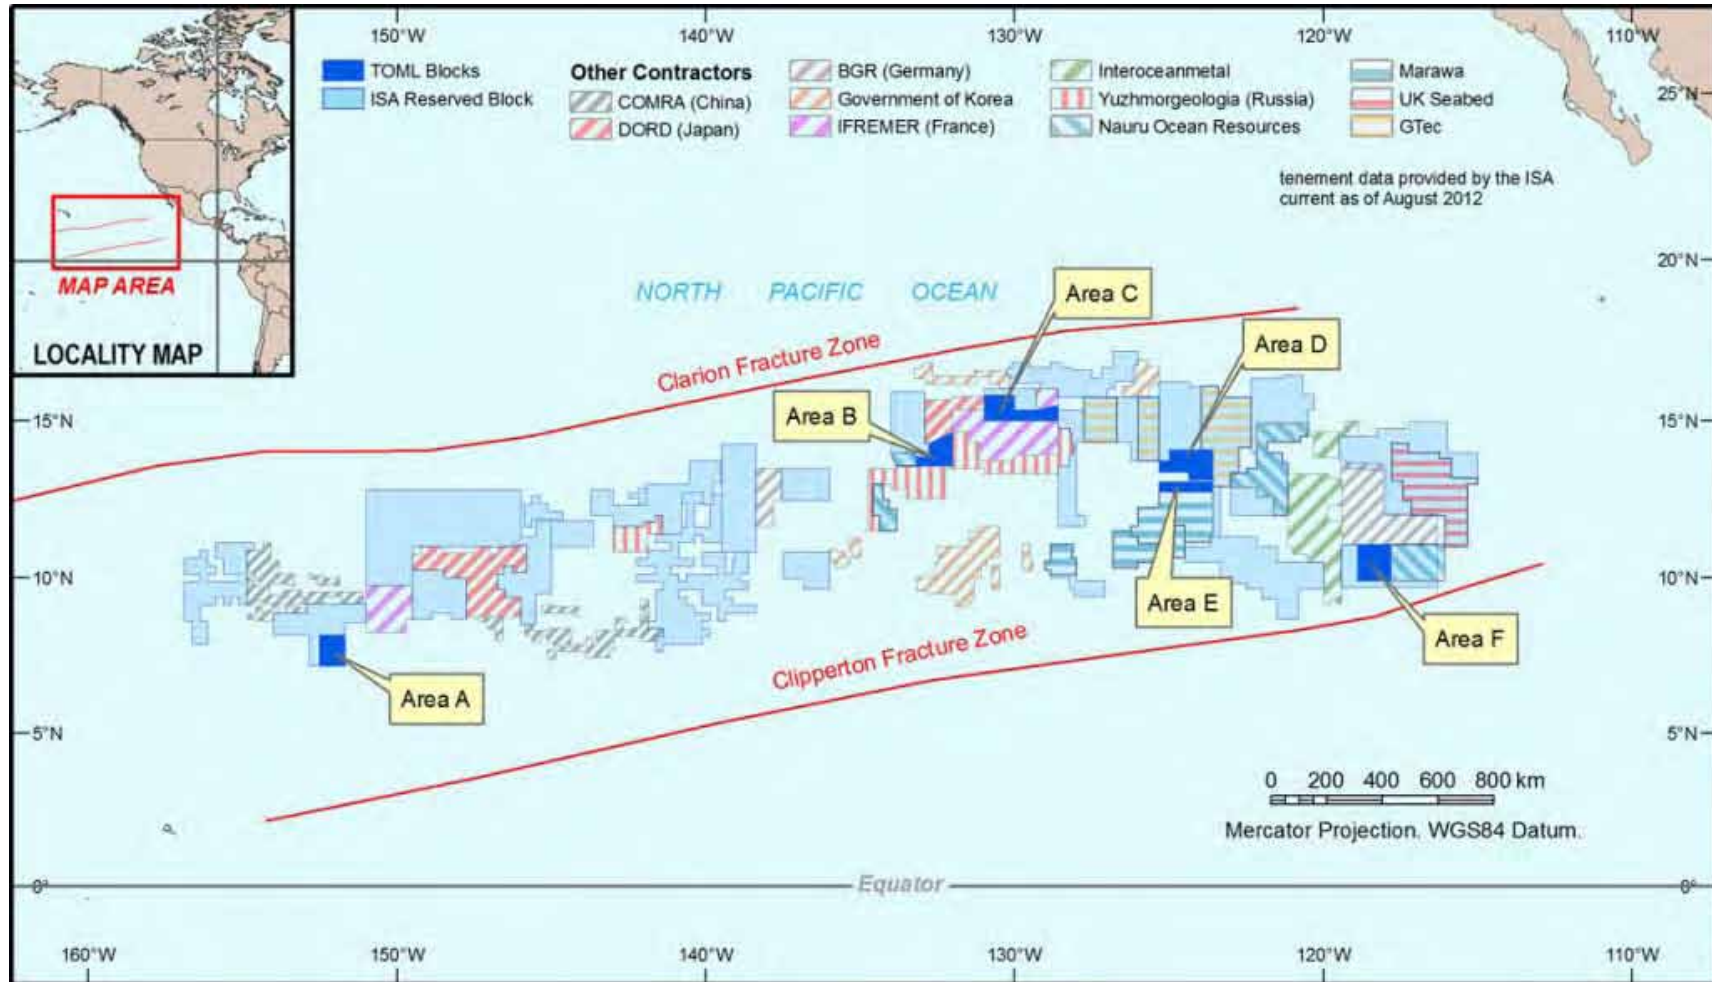 150°W
140°W
130°W
120°W
110°W
TOML Blocks
ISA Reserved Block
Other Contractors
COMRA (China)
DORD (Japan)
BGR (Germany)
Government of Korea
IFREMER (France)
Interoceanmetal
Yuzhmorgeologia (Russia)
Nauru Ocean Resources
Marawa
UK Seabed
GTec
25°N
25°N
tenement data provided by the ISA
current as of August 2012
MAP AREA
LOCALITY MAP
20°N
20°N
NORTH PACIFIC OCEAN
Area C
Clarion Fracture Zone
Area D
Area B
15°N
15°N
10°N
10°N
Area E
Area F
Clipperton Fracture Zone
Area A
5°N
5°N
0 200 400 600 800 km
Mercator Projection. WGS84 Datum.
0°
Equator
0°
160°W
150°W
140°W
130°W
120°W
110°W